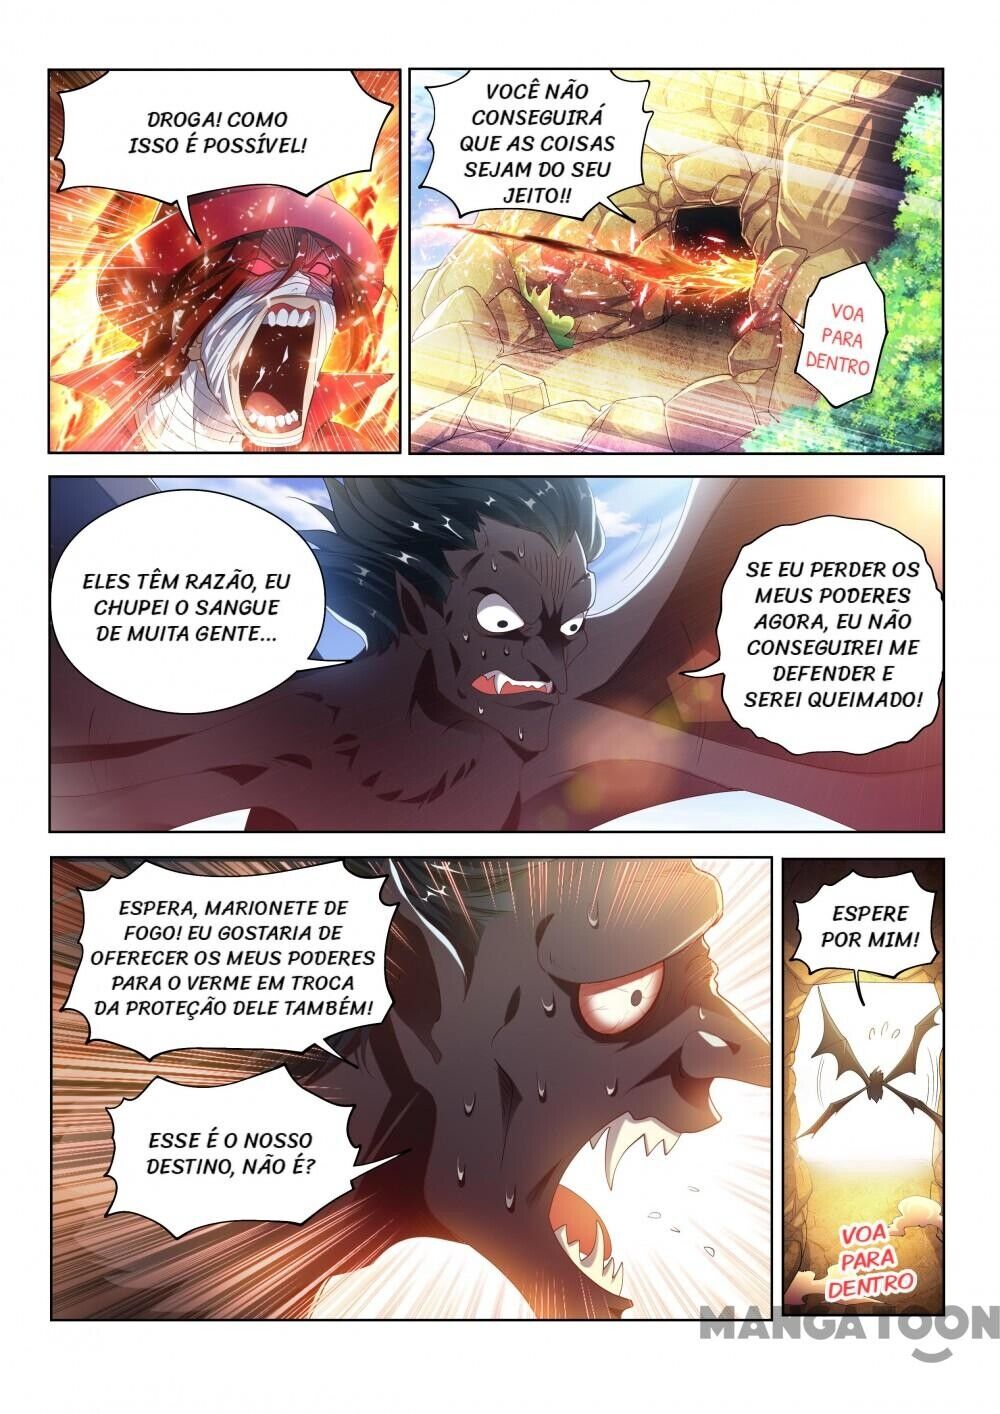 DROGA! COMO
ISSO É POSSÍVEL!
VOCÊ NÃO
CONSEGUIRÁ
QUE AS COISAS
SEJAM DO SEU
JEITO!!
VOA
PARA
DENTRO
ELES TÊM RAZÃO, EU
CHUPEI O SANGUE
DE MUITA GENTE...
SE EU PERDER OS
MEUS PODERES
AGORA, EU NÃO
CONSEGUIREI ME
DEFENDER E
SEREI QUEIMADO!
ESPERA, MARIONETE DE
FOGO! EU GOSTARIA DE
OFERECER OS MEUS PODERES
PARA O VERME EM TROCA
DA PROTEÇÃO DELE TAMBÉM!
ESSE É O NOSSO
DESTINO, NÃO É?
ESPERE
POR MIM!
VOA
PARA
DENTRO
MANGATOON